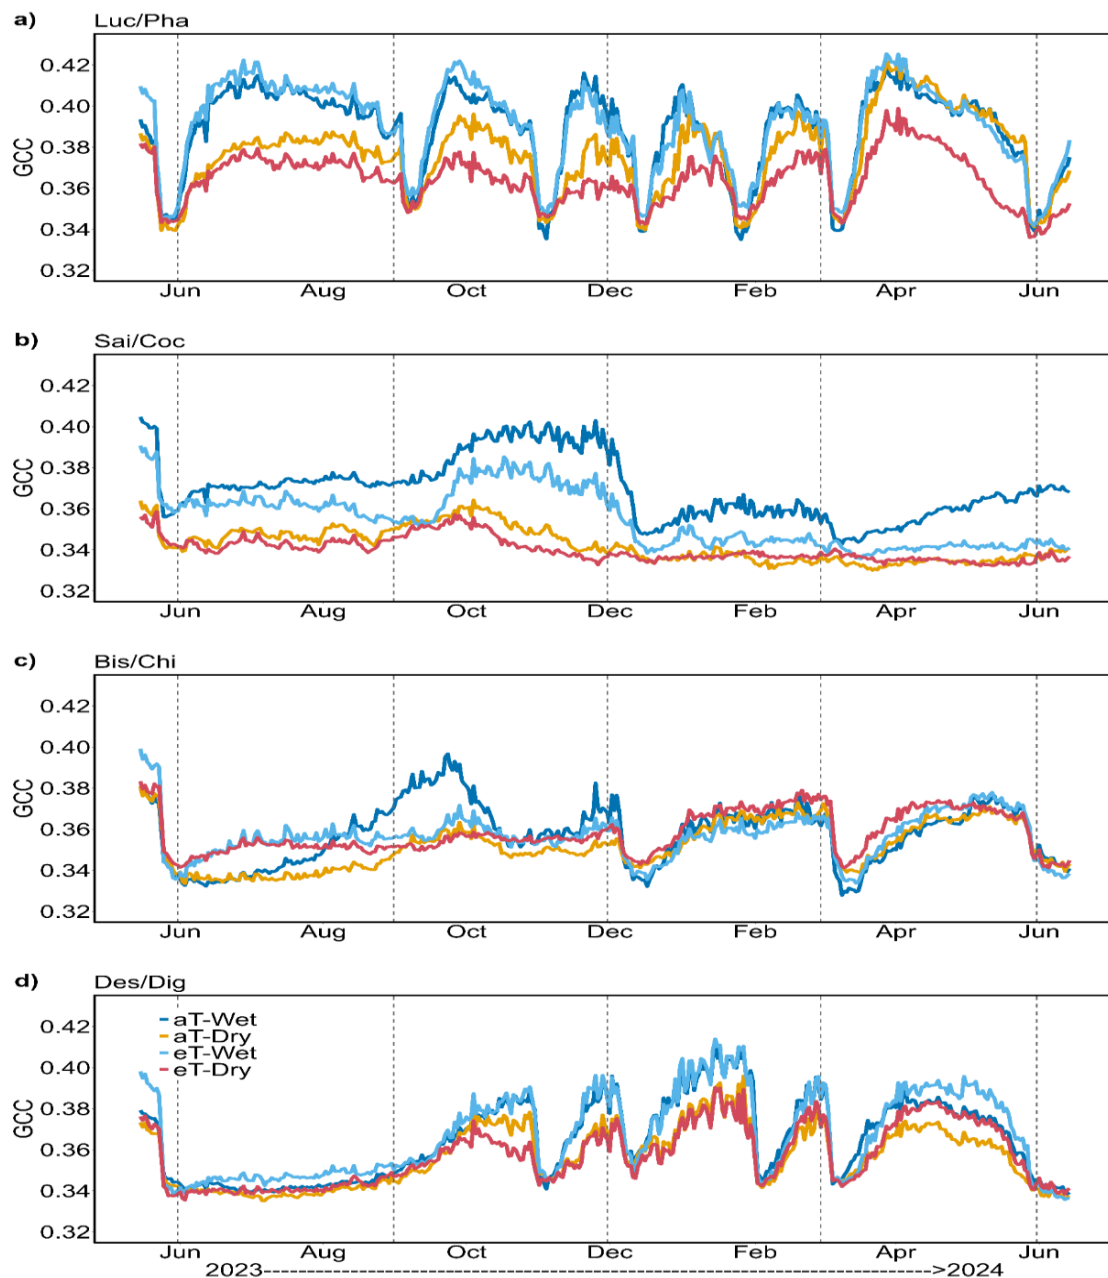 a) Luc/Pha
0.42
0.40
0.38
0.36
0.34
0.32
GCC
Jun Aug Oct Dec Feb Apr Jun
b) Sai/Coc
0.42
0.40
0.38
0.36
0.34
0.32
GCC
Jun Aug Oct Dec Feb Apr Jun
c) Bis/Chi
0.42
0.40
0.38
0.36
0.34
0.32
GCC
Jun Aug Oct Dec Feb Apr Jun
d) Des/Dig
aT-Wet
aT-Dry
eT-Wet
eT-Dry
0.42
0.40
0.38
0.36
0.34
0.32
GCC
Jun Aug Oct Dec Feb Apr Jun
2023------------------------------------------------------------------>2024